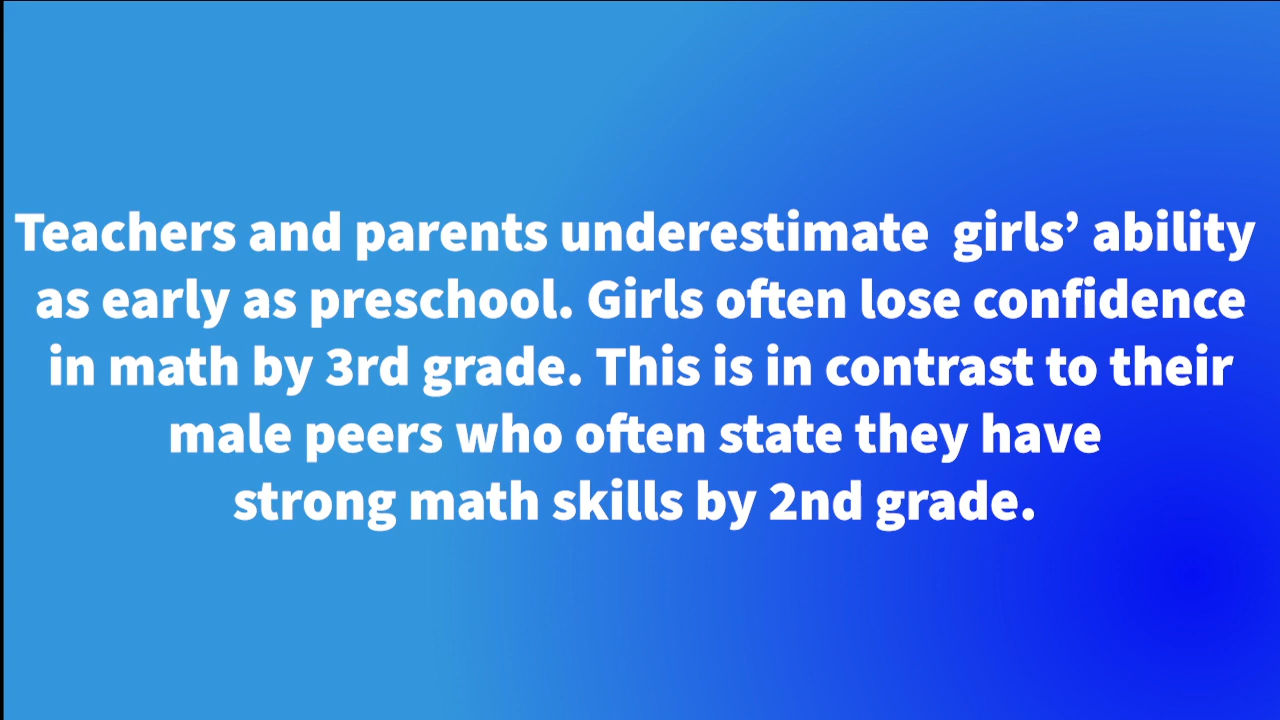 Teachers and parents underestimate  girls’ ability
as early as preschool. Girls often lose confidence
in math by 3rd grade. This is in contrast to their
male peers who often state they have
strong math skills by 2nd grade.